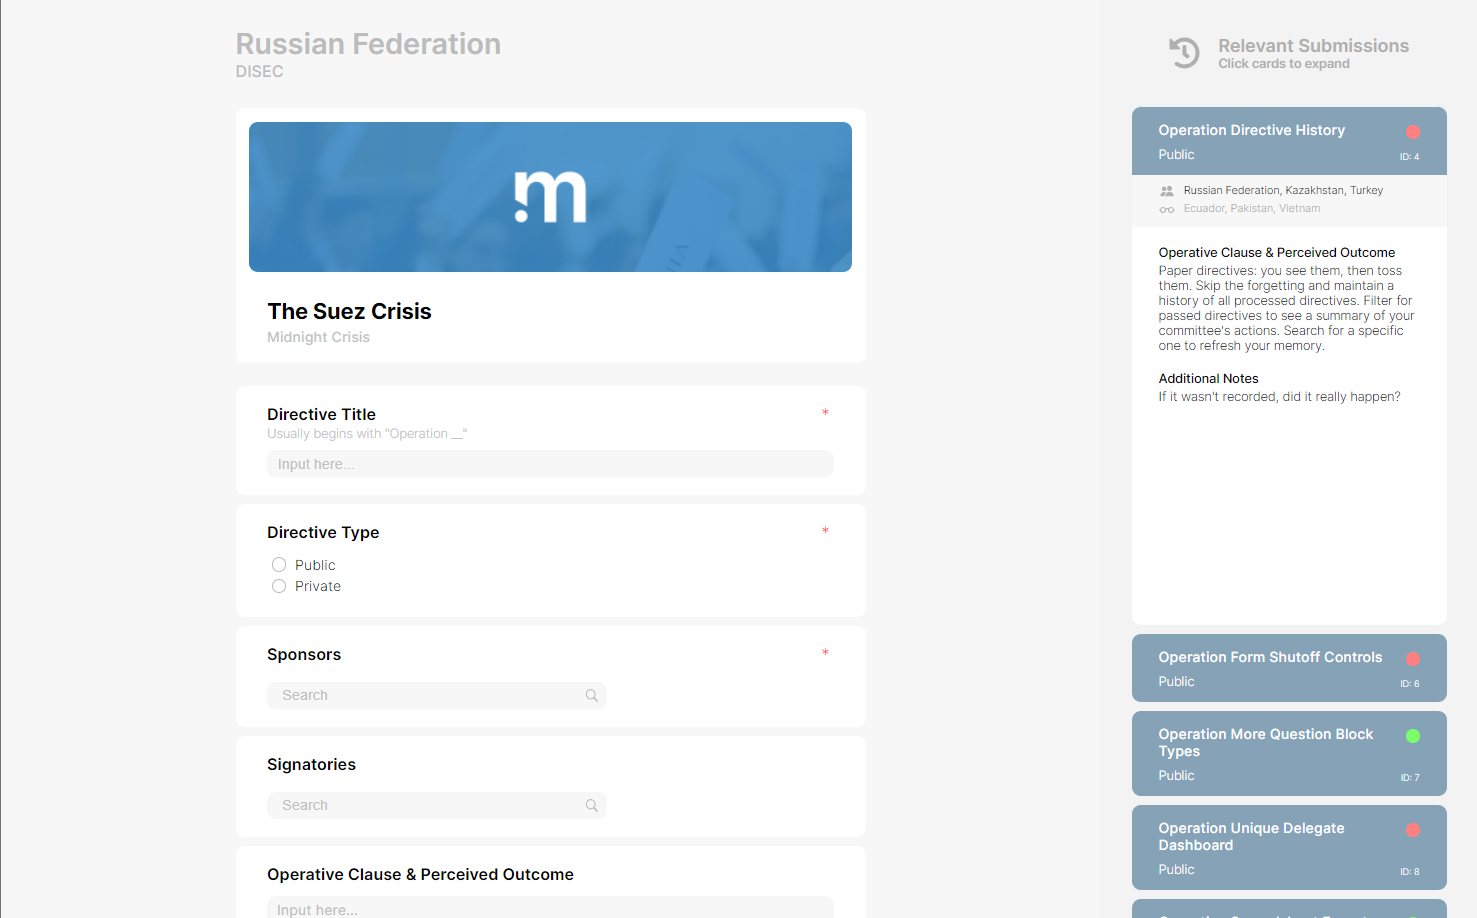 Russian Federation
DISEC
m
The Suez Crisis
Midnight Crisis
Directive Title *
Usually begins with "Operation __"
Input here...
Directive Type *
Public
Private
Sponsors *
Search
Signatories
Search
Operative Clause & Perceived Outcome
Input here...
Relevant Submissions
Click cards to expand
Operation Directive History
Public ID: 4
Russian Federation, Kazakhstan, Turkey
Ecuador, Pakistan, Vietnam
Operative Clause & Perceived Outcome
Paper directives: you see them, then toss
them. Skip the forgetting and maintain a
history of all processed directives. Filter for
passed directives to see a summary of your
committee's actions. Search for a specific
one to refresh your memory.
Additional Notes
If it wasn't recorded, did it really happen?
Operation Form Shutoff Controls
Public ID: 6
Operation More Question Block
Types
Public ID: 7
Operation Unique Delegate
Dashboard
Public ID: 8